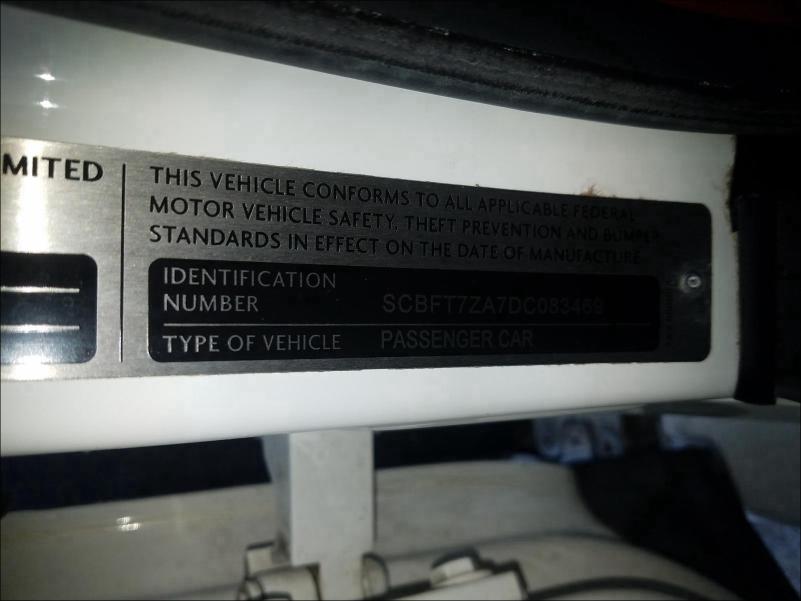 MITED
THIS VEHICLE CONFORMS TO ALL APPLICABLE FEDERAL
MOTOR VEHICLE SAFETY, THEFT PREVENTION AND BUMPER
STANDARDS IN EFFECT ON THE DATE OF MANUFACTURE
IDENTIFICATION
NUMBER SCBFT7ZA7DC083469
TYPE OF VEHICLE PASSENGER CAR